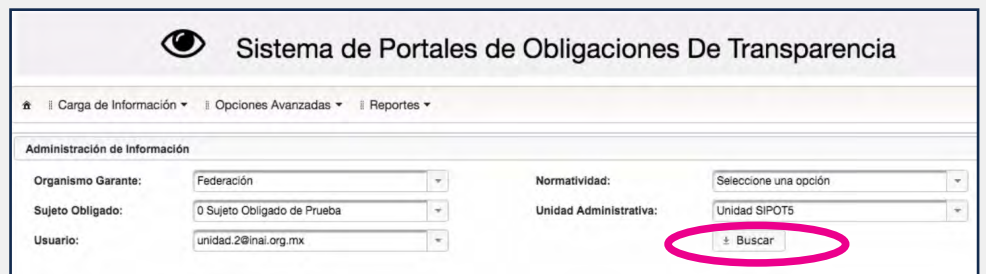 Sistema de Portales de Obligaciones De Transparencia
Carga de Información Opciones Avanzadas Reportes
Administración de Información
Organismo Garante: Federación Normatividad: Seleccione una opción
Sujeto Obligado: 0 Sujeto Obligado de Prueba Unidad Administrativa: Unidad SIPOT5
Usuario: unidad.2@inai.org.mx Buscar